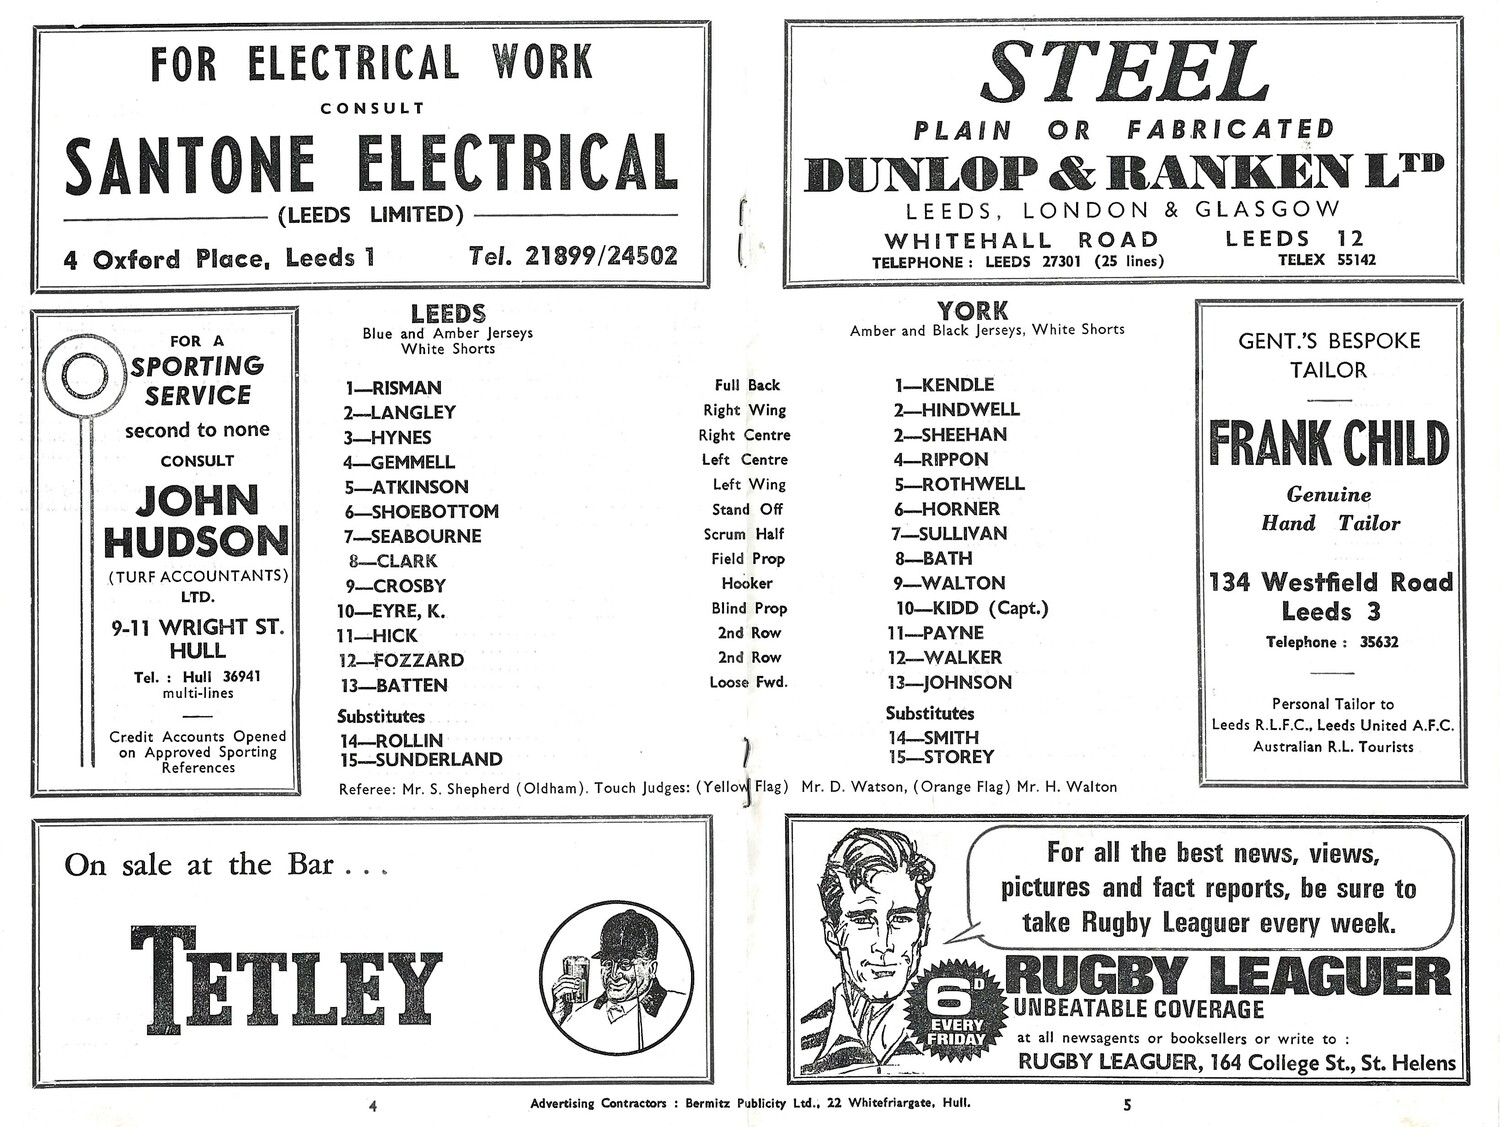 FOR ELECTRICAL WORK
CONSULT
SANTONE ELECTRICAL
(LEEDS LIMITED)
4 Oxford Place, Leeds 1 Tel. 21899/24502
STEEL
PLAIN OR FABRICATED
DUNLOP & RANKEN LTD
LEEDS, LONDON & GLASGOW
WHITEHALL ROAD LEEDS 12
TELEPHONE : LEEDS 27301 (25 lines) TELEX 55142
FOR A
SPORTING
SERVICE
second to none
CONSULT
JOHN
HUDSON
(TURF ACCOUNTANTS)
LTD.
9-11 WRIGHT ST.
HULL
Tel. : Hull 36941
multi-lines
Credit Accounts Opened
on Approved Sporting
References
LEEDS
Blue and Amber Jerseys
White Shorts
YORK
Amber and Black Jerseys, White Shorts
1—RISMAN Full Back 1—KENDLE
2—LANGLEY Right Wing 2—HINDWELL
3—HYNES Right Centre 2—SHEEHAN
4—GEMMELL Left Centre 4—RIPPON
5—ATKINSON Left Wing 5—ROTHWELL
6—SHOEBOTTOM Stand Off 6—HORNER
7—SEABOURNE Scrum Half 7—SULLIVAN
8—CLARK Field Prop 8—BATH
9—CROSBY Hooker 9—WALTON
10—EYRE, K. Blind Prop 10—KIDD (Capt.)
11—HICK 2nd Row 11—PAYNE
12—FOZZARD 2nd Row 12—WALKER
13—BATTEN Loose Fwd. 13—JOHNSON
Substitutes Substitutes
14—ROLLIN 14—SMITH
15—SUNDERLAND 15—STOREY
Referee: Mr. S. Shepherd (Oldham). Touch Judges: (Yellow Flag) Mr. D. Watson, (Orange Flag) Mr. H. Walton
GENT.'S BESPOKE
TAILOR
FRANK CHILD
Genuine
Hand Tailor
134 Westfield Road
Leeds 3
Telephone : 35632
Personal Tailor to
Leeds R.L.F.C., Leeds United A.F.C.
Australian R.L. Tourists
On sale at the Bar . . .
TETLEY
For all the best news, views,
pictures and fact reports, be sure to
take Rugby Leaguer every week.
6D
EVERY
FRIDAY
RUGBY LEAGUER
UNBEATABLE COVERAGE
at all newsagents or booksellers or write to :
RUGBY LEAGUER, 164 College St., St. Helens
4 Advertising Contractors : Bermitz Publicity Ltd., 22 Whitefriargate, Hull. 5